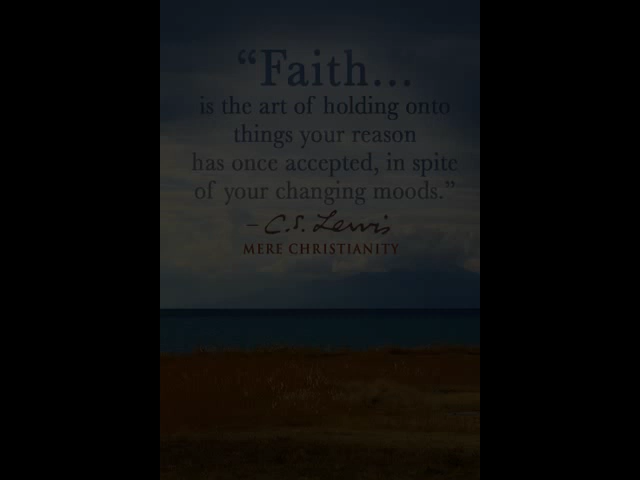 “Faith...
is the art of holding onto
things your reason
has once accepted, in spite
of your changing moods.”
– C.S. Lewis
MERE CHRISTIANITY